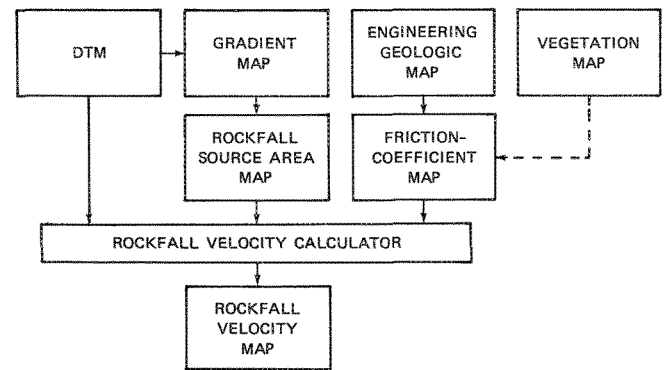 DTM
GRADIENT
MAP
ENGINEERING
GEOLOGIC
MAP
VEGETATION
MAP
ROCKFALL
SOURCE AREA
MAP
FRICTION-
COEFFICIENT
MAP
ROCKFALL VELOCITY CALCULATOR
ROCKFALL
VELOCITY
MAP